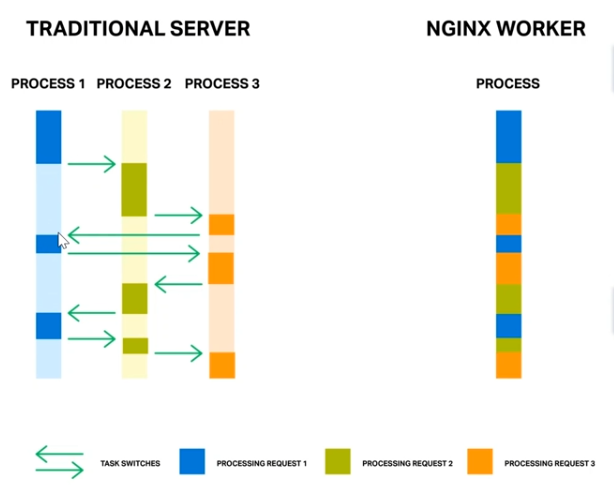 TRADITIONAL SERVER
NGINX WORKER
PROCESS 1
PROCESS 2
PROCESS 3
PROCESS
TASK SWITCHES
PROCESSING REQUEST 1
PROCESSING REQUEST 2
PROCESSING REQUEST 3